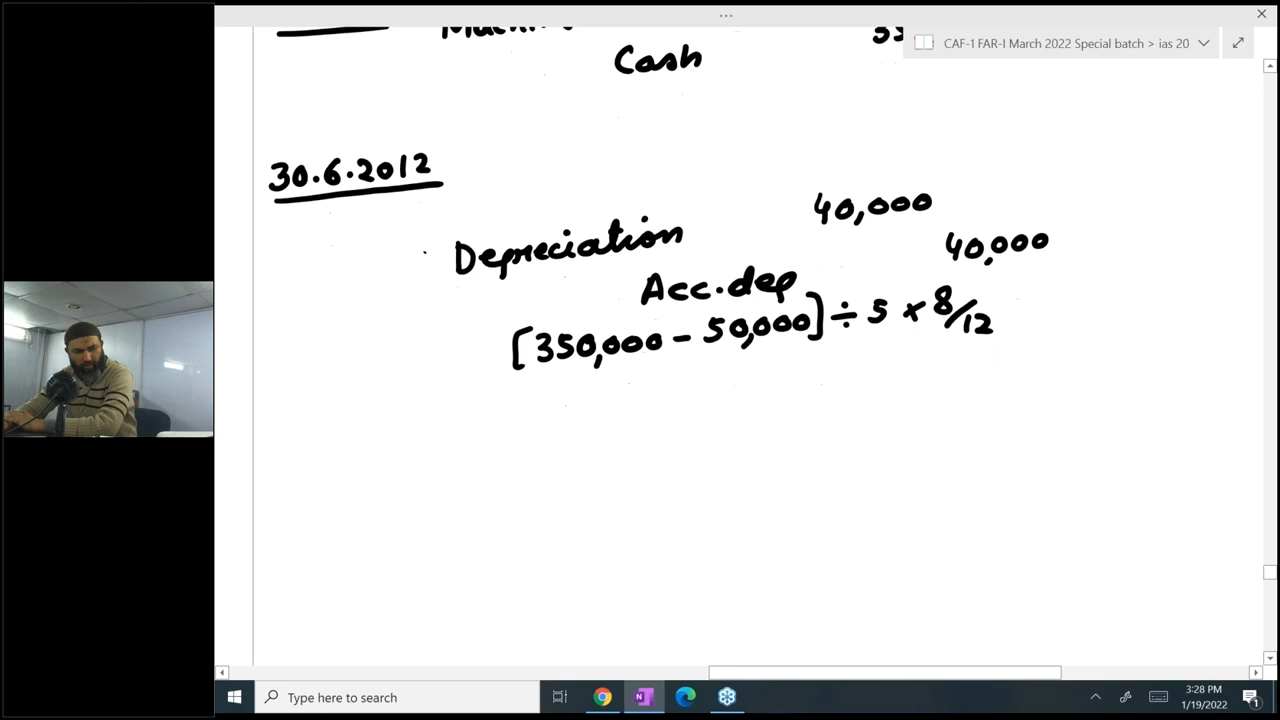 CAF-1 FAR-I March 2022 Special batch > ias 20
Cash
30.6.2012
Depreciation 40,000
Acc.dep 40,000
[350,000 - 50,000] ÷ 5 × 8/12
Type here to search
3:28 PM
1/19/2022